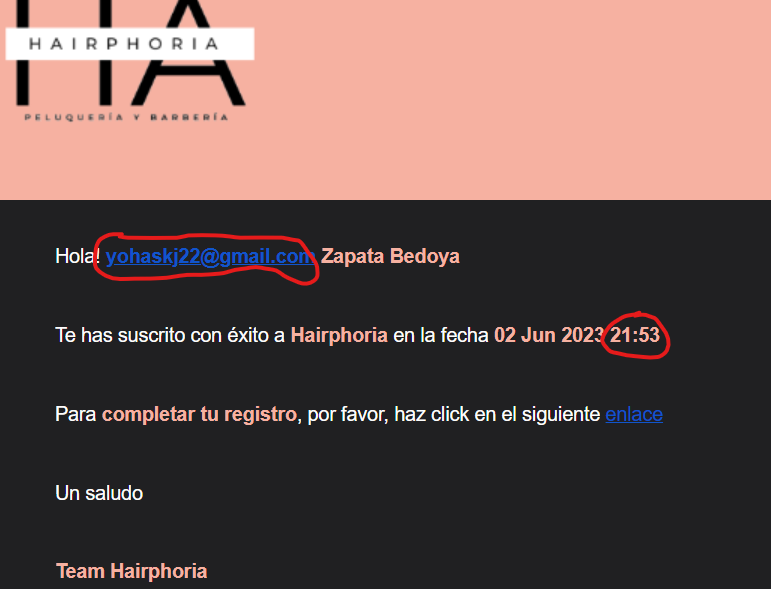 HA
HAIRPHORIA
PELUQUERÍA Y BARBERÍA
Hola! yohaskj22@gmail.com Zapata Bedoya
Te has suscrito con éxito a Hairphoria en la fecha 02 Jun 2023 21:53
Para completar tu registro, por favor, haz click en el siguiente enlace
Un saludo
Team Hairphoria